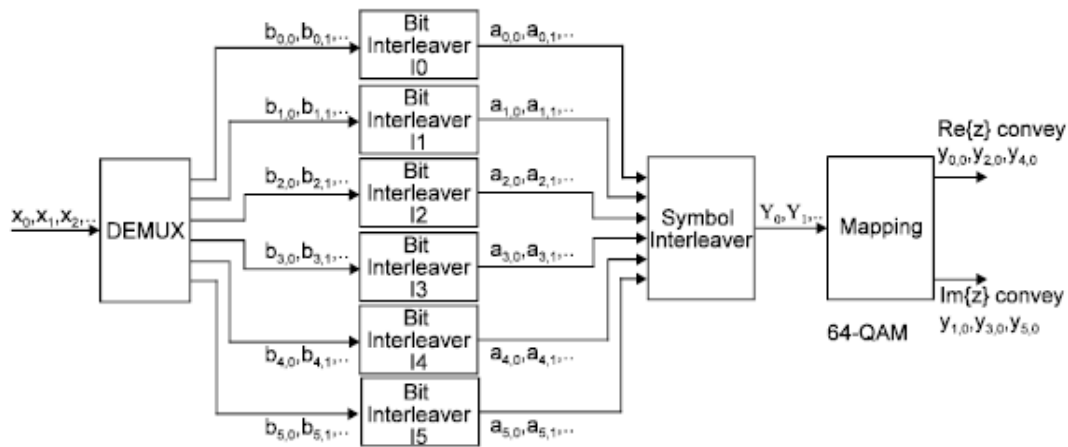 x₀,x₁,x₂,..
DEMUX
b₀,₀,b₀,₁,..
Bit
Interleaver
I0
a₀,₀,a₀,₁,..
b₁,₀,b₁,₁,..
Bit
Interleaver
I1
a₁,₀,a₁,₁,..
b₂,₀,b₂,₁,..
Bit
Interleaver
I2
a₂,₀,a₂,₁,..
b₃,₀,b₃,₁,..
Bit
Interleaver
I3
a₃,₀,a₃,₁,..
b₄,₀,b₄,₁,..
Bit
Interleaver
I4
a₄,₀,a₄,₁,..
b₅,₀,b₅,₁,..
Bit
Interleaver
I5
a₅,₀,a₅,₁,..
Symbol
Interleaver
Y₀,Y₁,..
Mapping
64-QAM
Re{z} convey
y₀,₀,y₂,₀,y₄,₀
Im{z} convey
y₁,₀,y₃,₀,y₅,₀